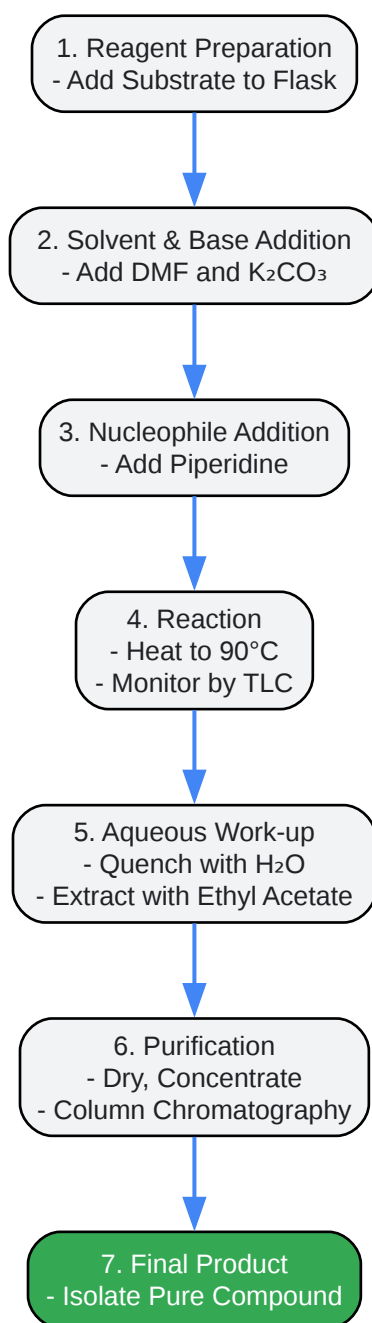 1. Reagent Preparation
- Add Substrate to Flask
2. Solvent & Base Addition
- Add DMF and K₂CO₃
3. Nucleophile Addition
- Add Piperidine
4. Reaction
- Heat to 90°C
- Monitor by TLC
5. Aqueous Work-up
- Quench with H₂O
- Extract with Ethyl Acetate
6. Purification
- Dry, Concentrate
- Column Chromatography
7. Final Product
- Isolate Pure Compound